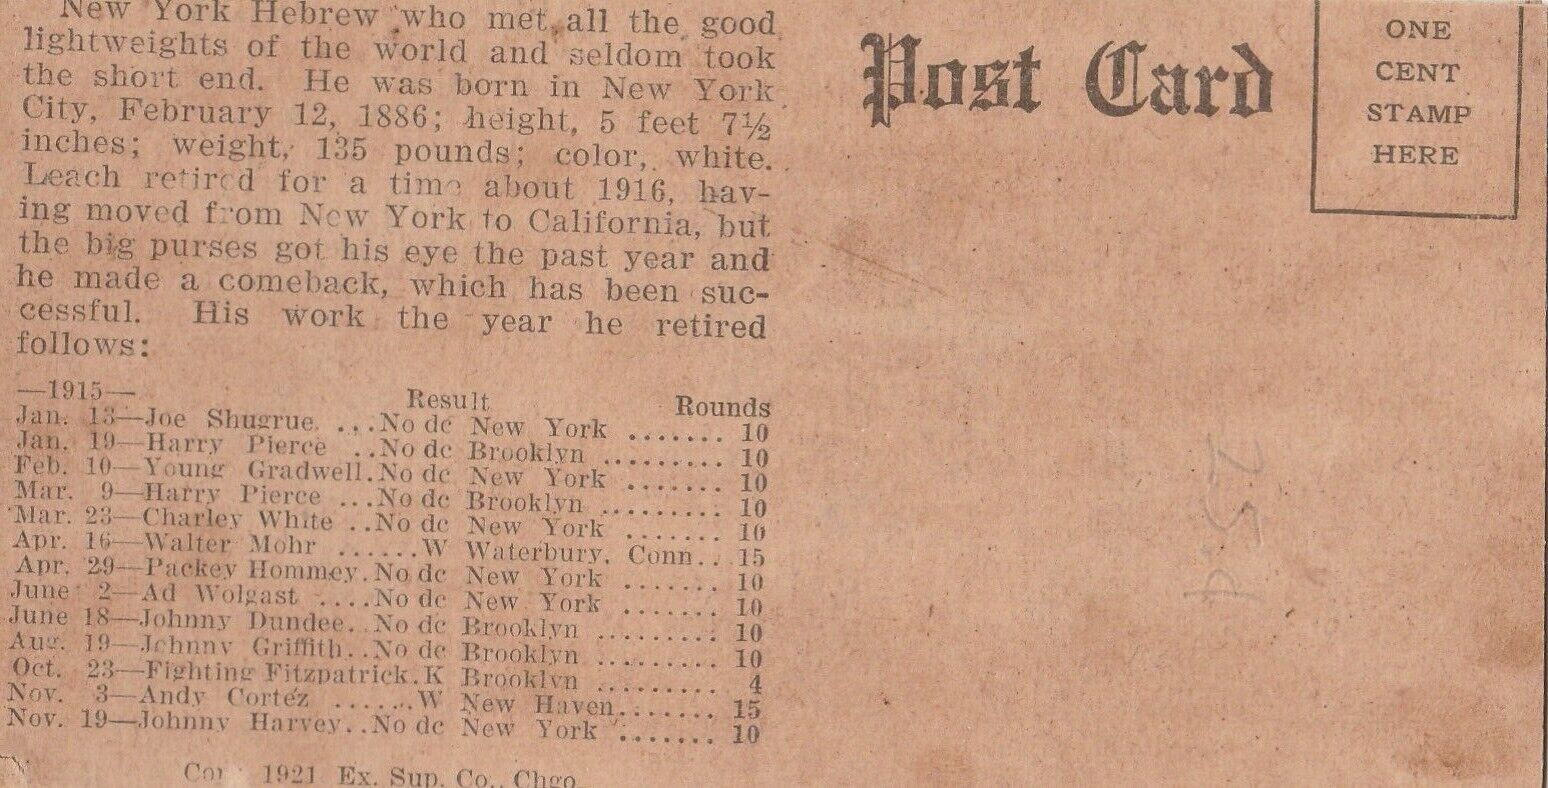 New York Hebrew who met all the good
lightweights of the world and seldom took
the short end. He was born in New York
City, February 12, 1886; height, 5 feet 7½
inches; weight, 135 pounds; color, white.
Leach retired for a time about 1916, hav-
ing moved from New York to California, but
the big purses got his eye the past year and
he made a comeback, which has been suc-
cessful. His work the year he retired
follows:
—1915— Result Rounds
Jan. 13—Joe Shugrue. ...No dc New York ....... 10
Jan. 19—Harry Pierce ..No dc Brooklyn ......... 10
Feb. 10—Young Gradwell.No dc New York ....... 10
Mar. 9—Harry Pierce ...No dc Brooklyn ......... 10
Mar. 23—Charley White ..No dc New York ....... 10
Apr. 16—Walter Mohr ......W Waterbury, Conn.. 15
Apr. 29—Packey Hommey.No dc New York ....... 10
June 2—Ad Wolgast ....No dc New York ....... 10
June 18—Johnny Dundee..No dc Brooklyn ......... 10
Aug. 19—Johnny Griffith..No dc Brooklyn ......... 10
Oct. 23—Fighting Fitzpatrick.K Brooklyn ......... 4
Nov. 3—Andy Cortez .......W New Haven....... 15
Nov. 19—Johnny Harvey..No dc New York ....... 10
1921 Ex. Sup. Co., Chgo.
Post Card
ONE
CENT
STAMP
HERE